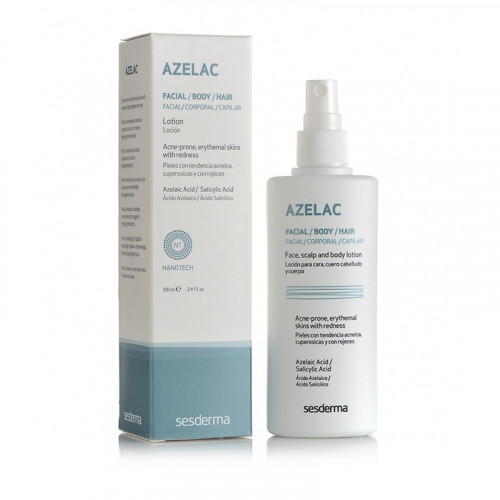 AZELAC
FACIAL / BODY / HAIR
FACIAL / CORPORAL / CAPILAR
Lotion
Loción
Acne-prone, erythemal skins
with redness
Pieles con tendencia acneica,
cuperosicas y con rojeces
Azelaic Acid / Salicylic Acid
Ácido Azelaico / Ácido Salicílico
NT
NANOTECH
100 ml ℮ 3.4 Fl.oz
sesderma
AZELAC
FACIAL / BODY / HAIR
FACIAL / CORPORAL / CAPILAR
Face, scalp and body lotion
Loción para cara, cuero cabelludo
y cuerpo
Acne-prone, erythemal
skins with redness
Pieles con tendencia acneica,
cuperosicas y con rojeces
Azelaic Acid /
Salicylic Acid
Ácido Azelaico /
Ácido Salicílico
sesderma